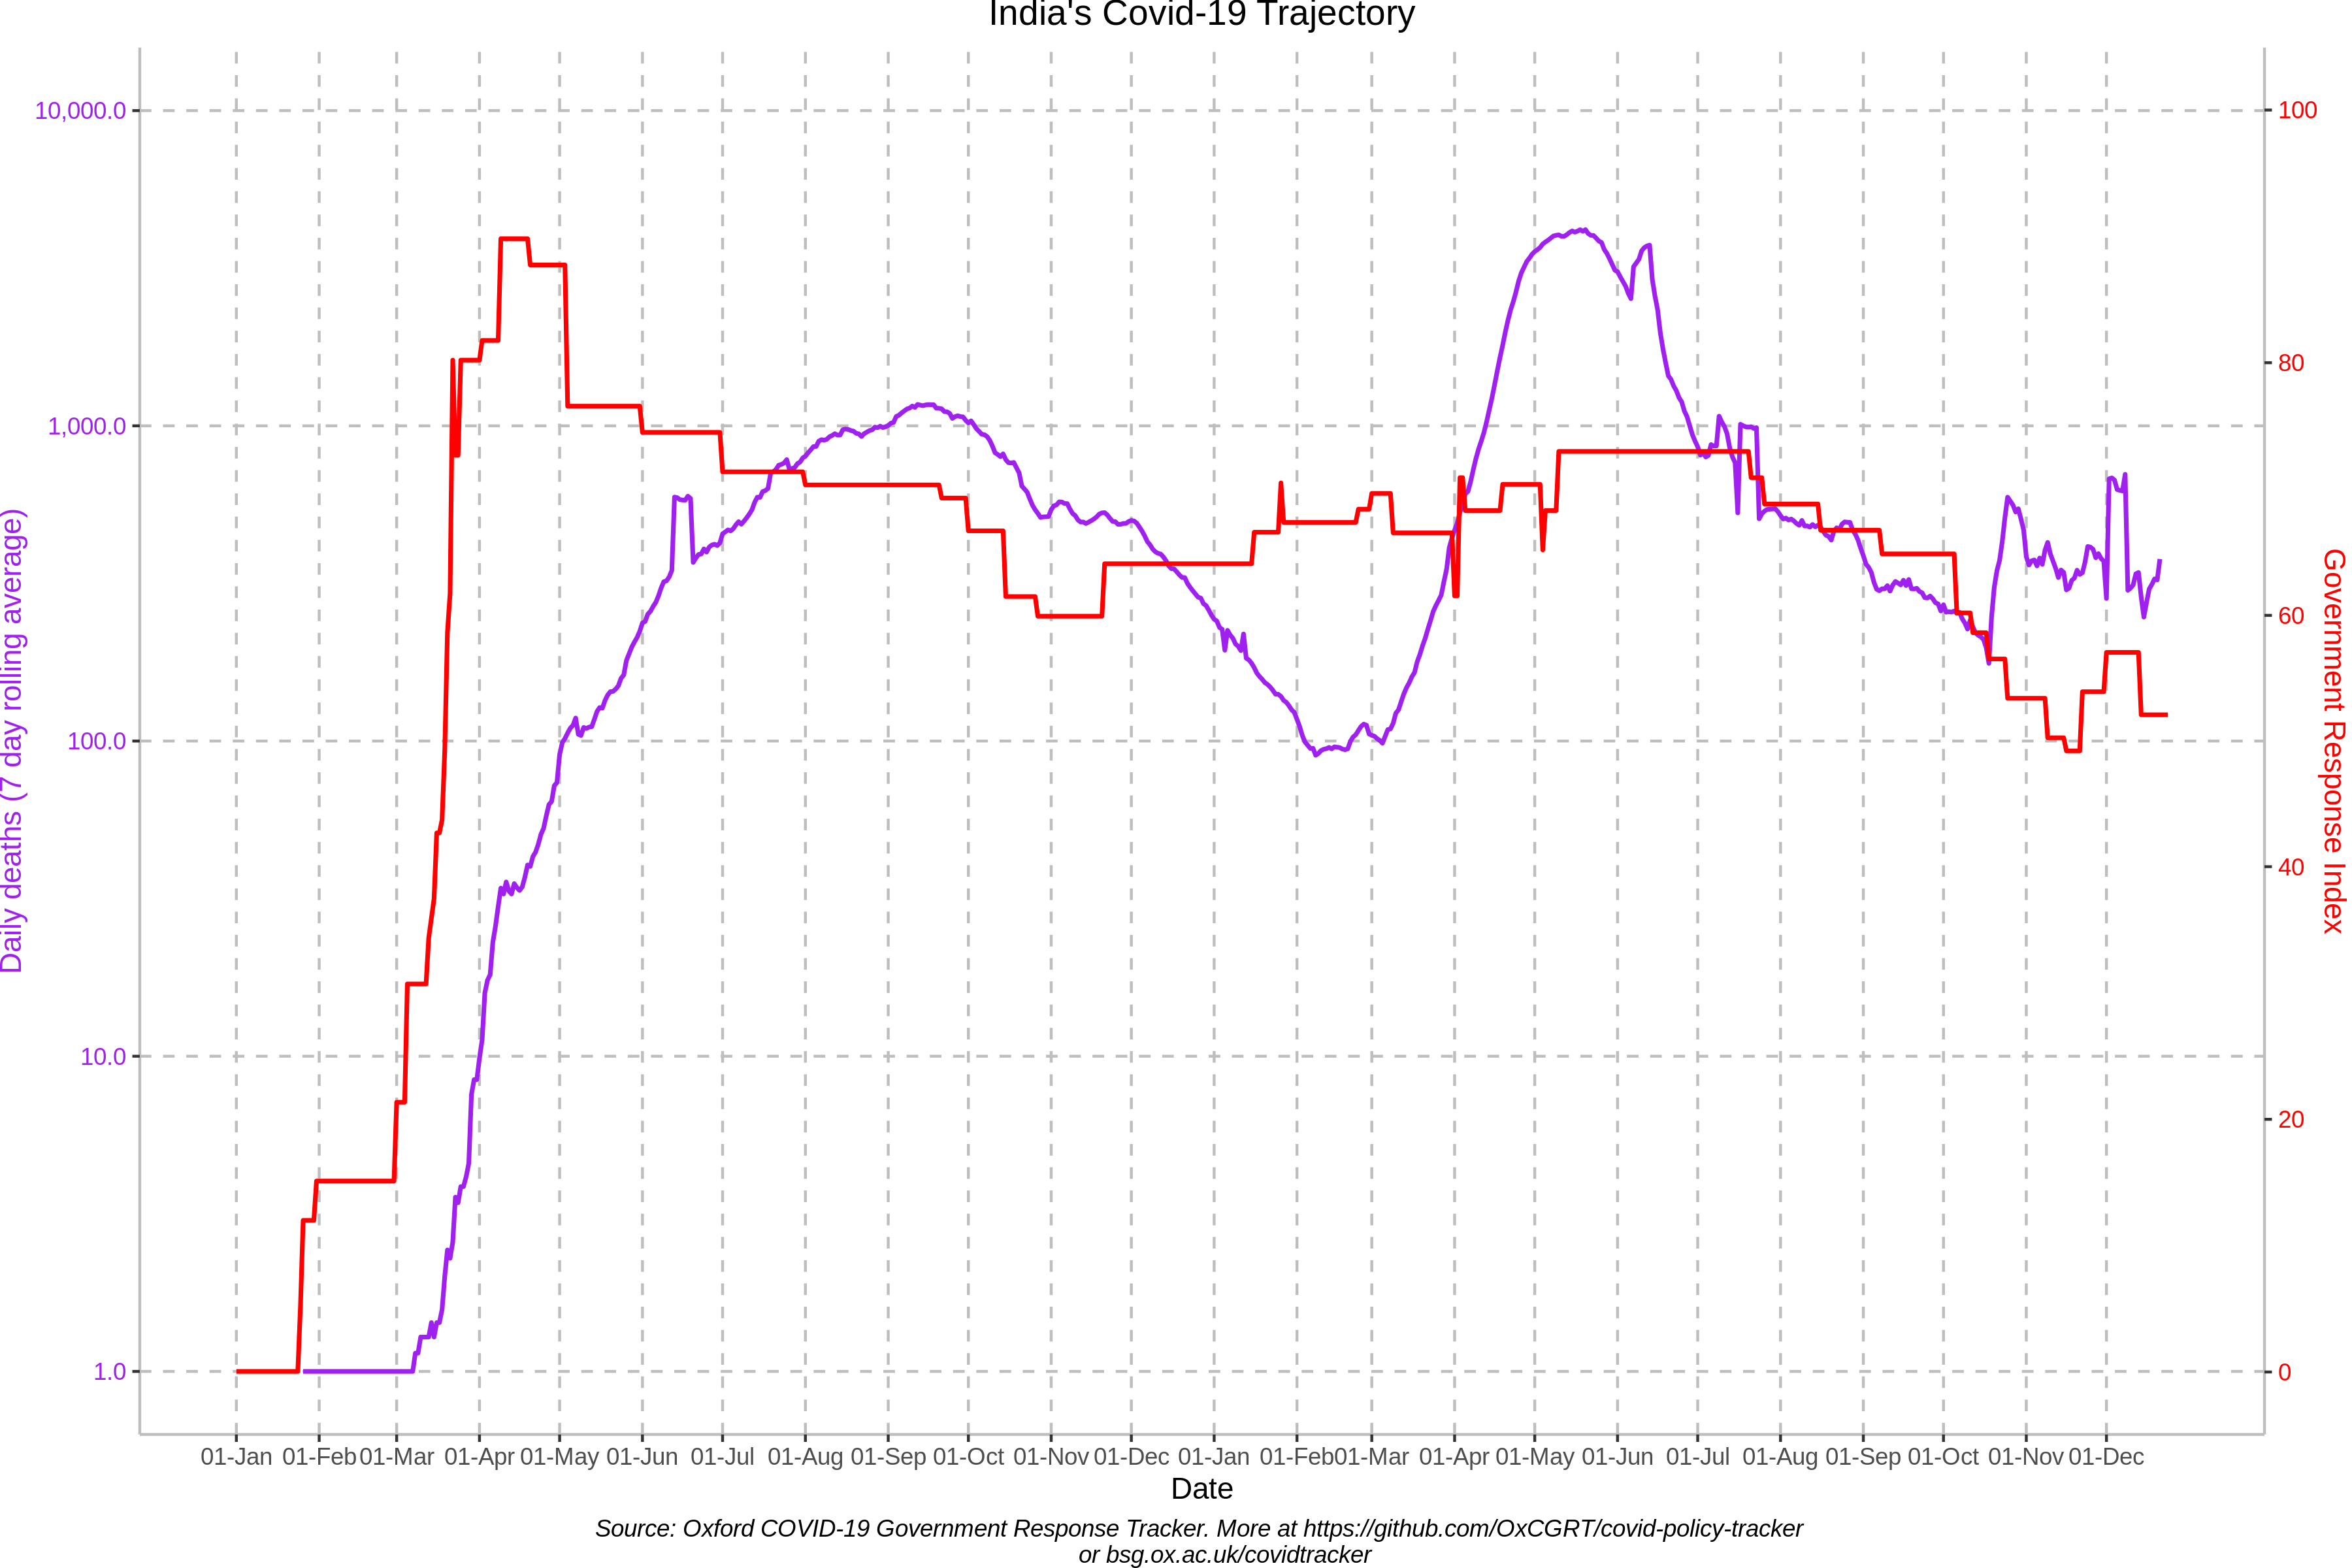 India's Covid-19 Trajectory
10,000.0
1,000.0
100.0
10.0
1.0
Daily deaths (7 day rolling average)
100
80
60
40
20
0
Government Response Index
01-Jan 01-Feb 01-Mar 01-Apr 01-May 01-Jun 01-Jul 01-Aug 01-Sep 01-Oct 01-Nov 01-Dec 01-Jan 01-Feb 01-Mar 01-Apr 01-May 01-Jun 01-Jul 01-Aug 01-Sep 01-Oct 01-Nov 01-Dec
Date
Source: Oxford COVID-19 Government Response Tracker. More at https://github.com/OxCGRT/covid-policy-tracker
or bsg.ox.ac.uk/covidtracker